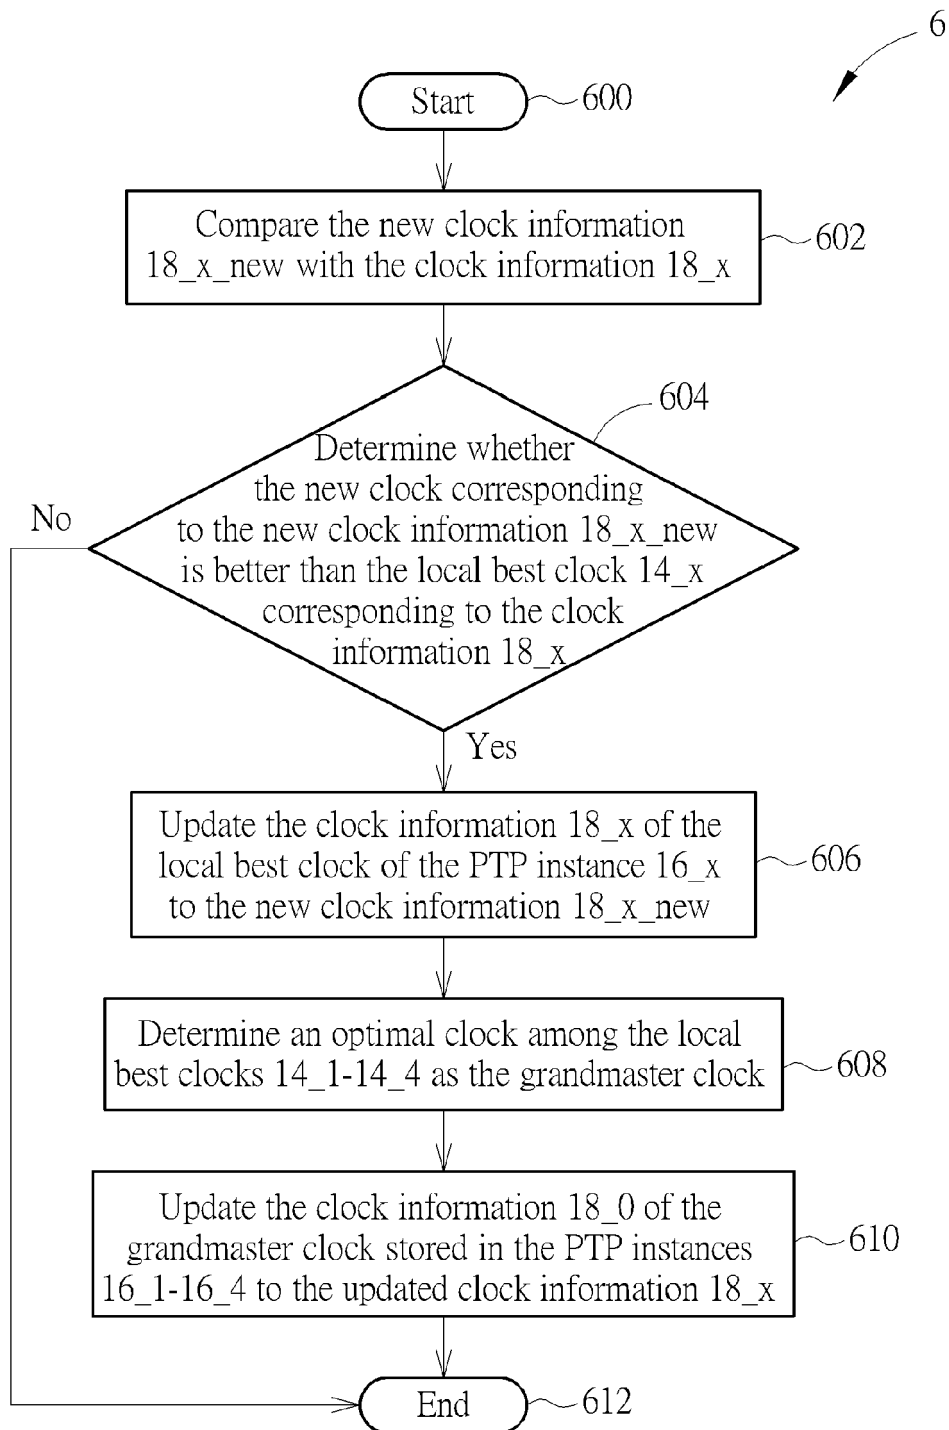 6
Start
600
Compare the new clock information
18_x_new with the clock information 18_x
602
604
Determine whether
the new clock corresponding
to the new clock information 18_x_new
is better than the local best clock 14_x
corresponding to the clock
information 18_x
No
Yes
Update the clock information 18_x of the
local best clock of the PTP instance 16_x
to the new clock information 18_x_new
606
Determine an optimal clock among the local
best clocks 14_1-14_4 as the grandmaster clock
608
Update the clock information 18_0 of the
grandmaster clock stored in the PTP instances
16_1-16_4 to the updated clock information 18_x
610
End
612